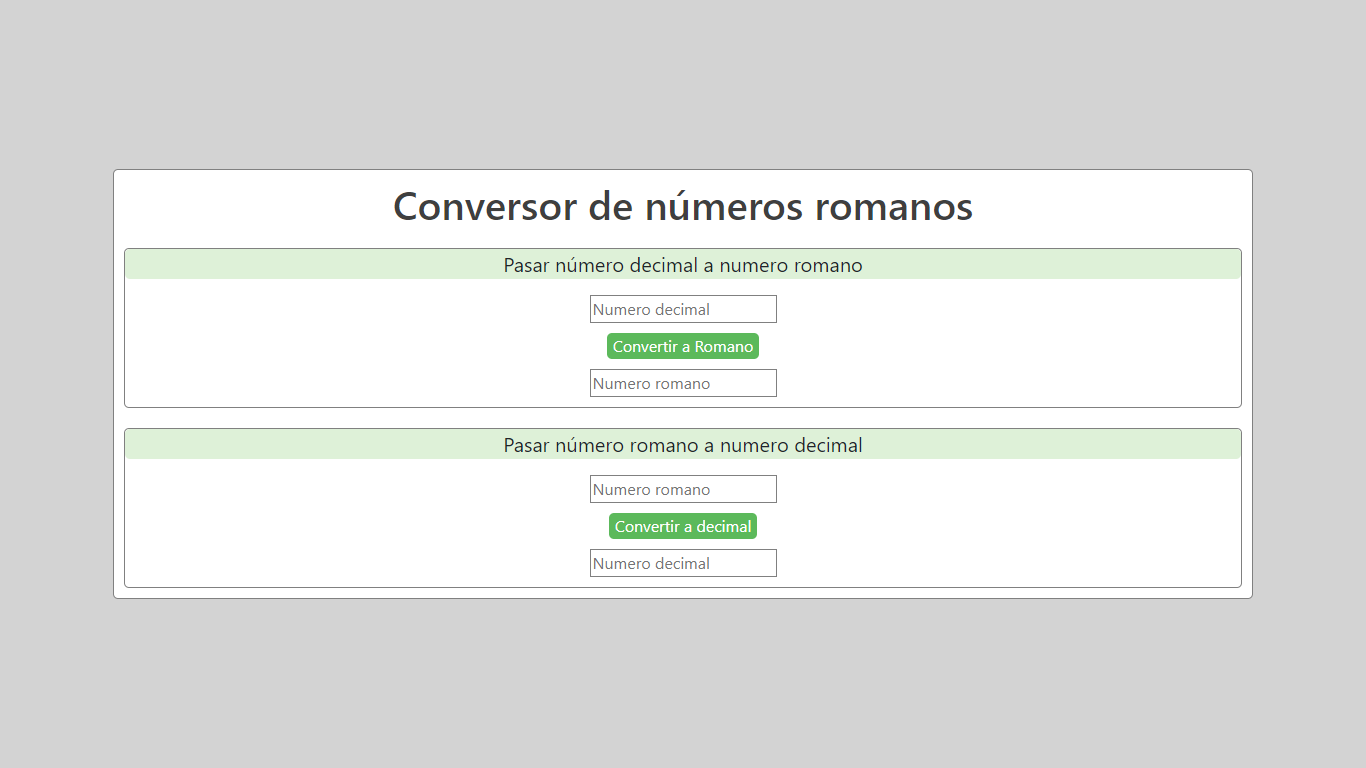 Conversor de números romanos
Pasar número decimal a numero romano
Numero decimal
Convertir a Romano
Numero romano
Pasar número romano a numero decimal
Numero romano
Convertir a decimal
Numero decimal